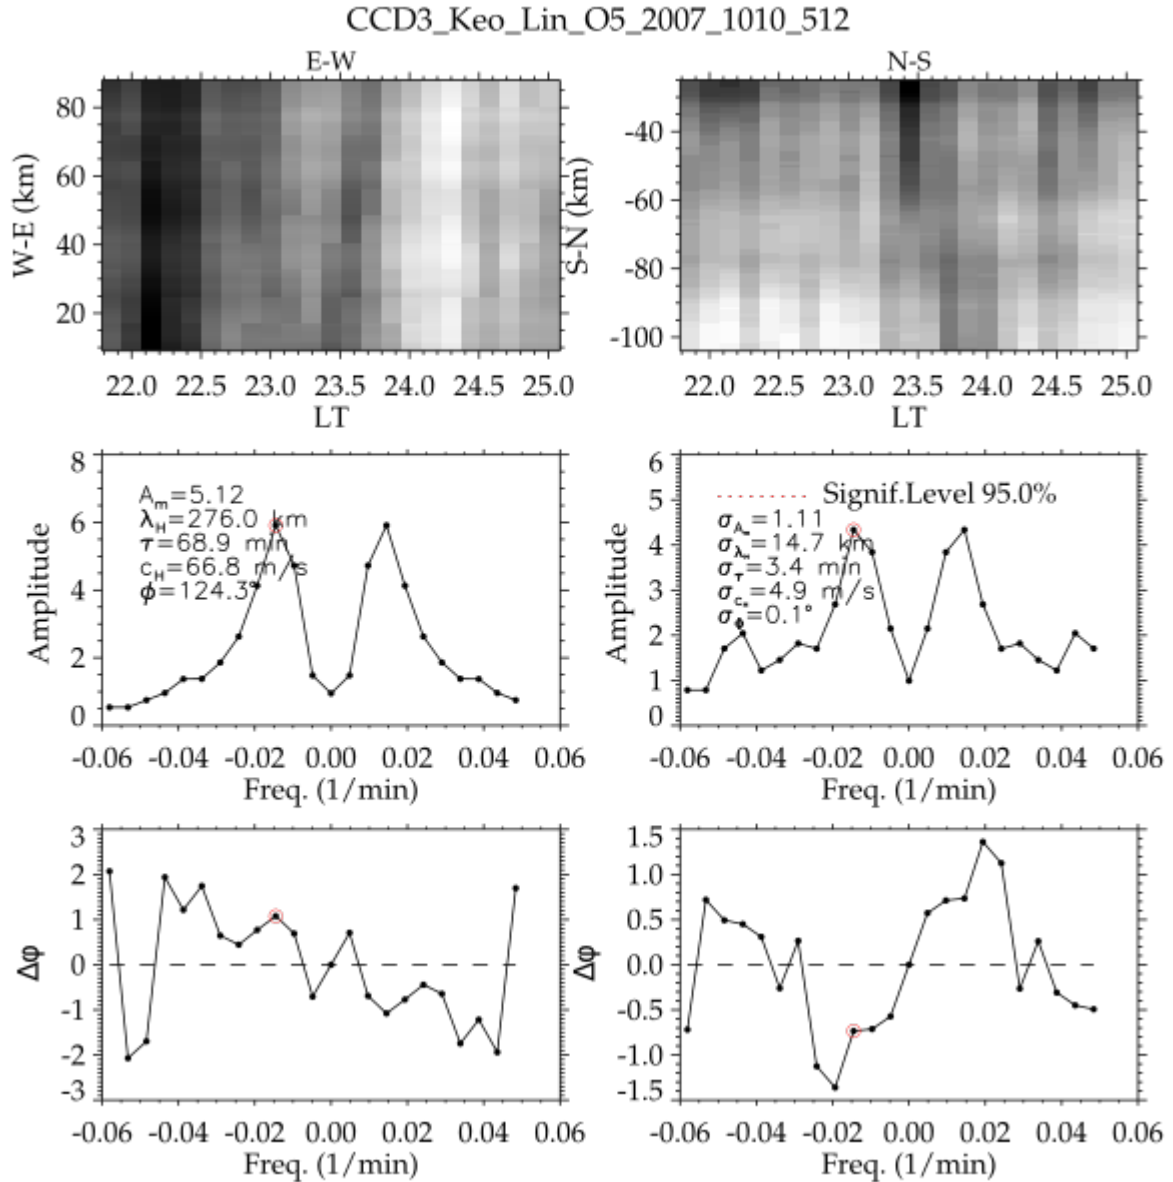 CCD3_Keo_Lin_O5_2007_1010_512
E-W
N-S
W-E (km)
80
60
40
20
22.0 22.5 23.0 23.5 24.0 24.5 25.0
LT
S-N (km)
-40
-60
-80
-100
22.0 22.5 23.0 23.5 24.0 24.5 25.0
LT
Amplitude
8
6
4
2
0
A_m=5.12
λ_H=276.0 km
τ=68.9 min
c_H=66.8 m/s
ϕ=124.3°
-0.06 -0.04 -0.02 0.00 0.02 0.04 0.06
Freq. (1/min)
Amplitude
6
5
4
3
2
1
0
Signif.Level 95.0%
σ_A_m=1.11
σ_λ_H=14.7 km
σ_τ=3.4 min
σ_c_H=4.9 m/s
σ_ϕ=0.1°
-0.06 -0.04 -0.02 0.00 0.02 0.04 0.06
Freq. (1/min)
Δφ
3
2
1
0
-1
-2
-3
-0.06 -0.04 -0.02 0.00 0.02 0.04 0.06
Freq. (1/min)
Δφ
1.5
1.0
0.5
0.0
-0.5
-1.0
-1.5
-0.06 -0.04 -0.02 0.00 0.02 0.04 0.06
Freq. (1/min)